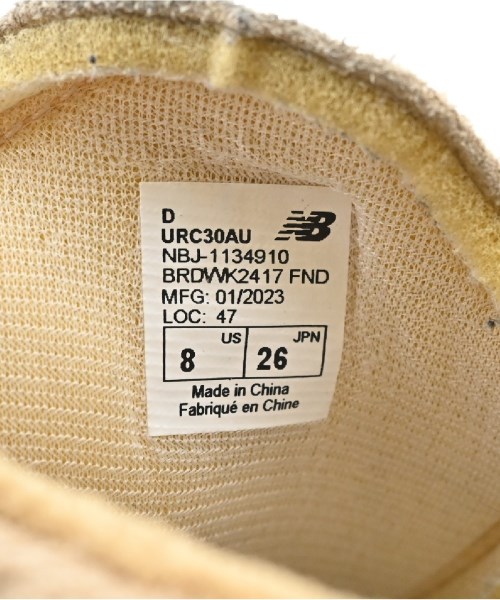 D
URC30AU NB
NBJ-1134910
BRDWK2417 FND
MFG: 01/2023
LOC: 47
US JPN
8 26
Made in China
Fabriqué en Chine